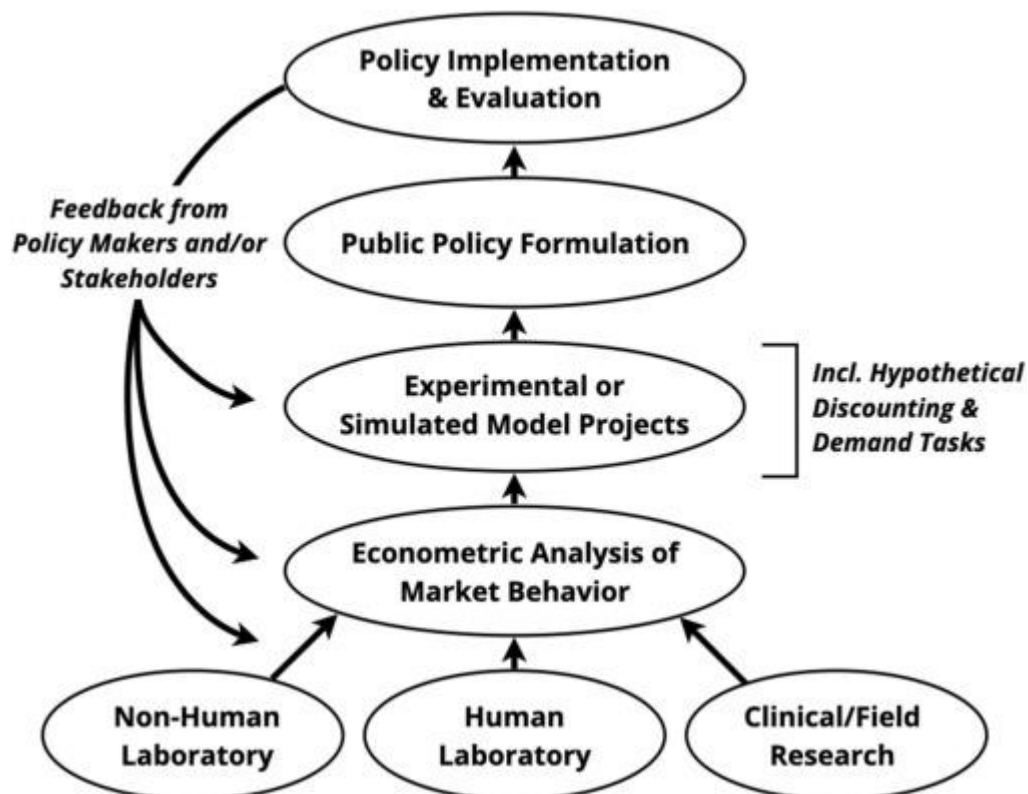 Policy Implementation
& Evaluation
Feedback from
Policy Makers and/or
Stakeholders
Public Policy Formulation
Experimental or
Simulated Model Projects
Incl. Hypothetical
Discounting &
Demand Tasks
Econometric Analysis of
Market Behavior
Non-Human
Laboratory
Human
Laboratory
Clinical/Field
Research